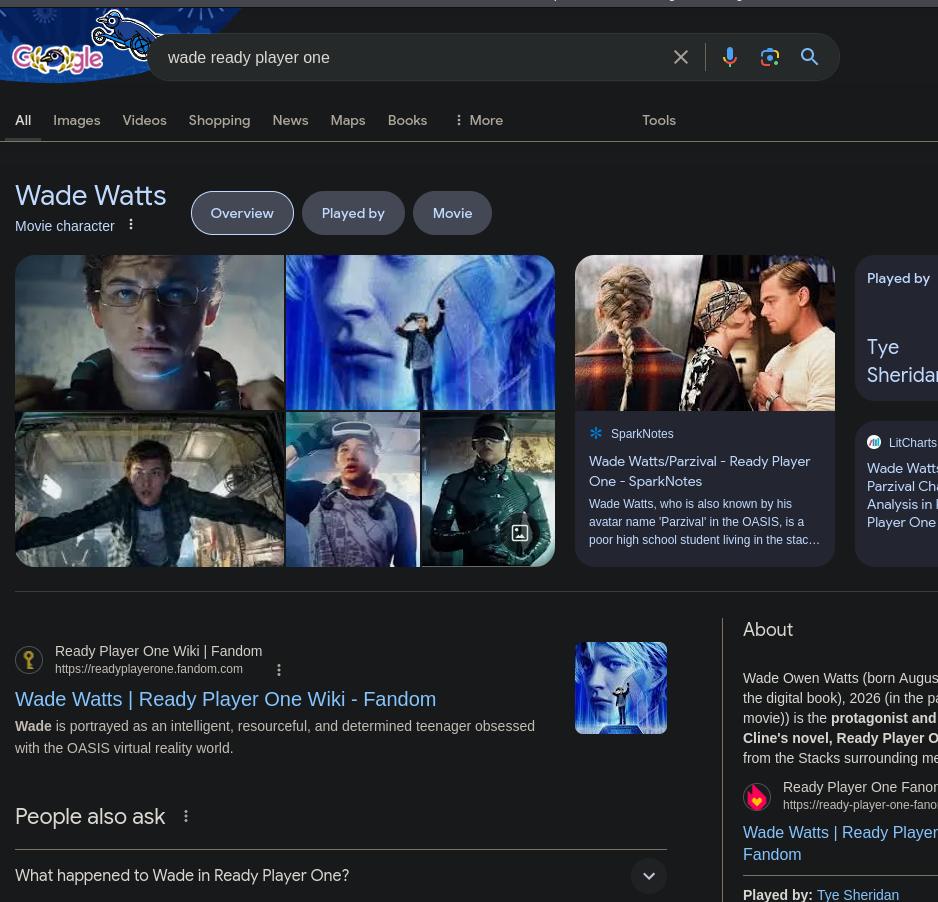 Google
wade ready player one
All
Images
Videos
Shopping
News
Maps
Books
More
Tools
Wade Watts
Movie character
Overview
Played by
Movie
SparkNotes
Wade Watts/Parzival - Ready Player
One - SparkNotes
Wade Watts, who is also known by his
avatar name 'Parzival' in the OASIS, is a
poor high school student living in the stac...
Played by
Tye
Sheridan
LitCharts
Wade Watts
Parzival Cha
Analysis in
Player One
Ready Player One Wiki | Fandom
https://readyplayerone.fandom.com
Wade Watts | Ready Player One Wiki - Fandom
Wade is portrayed as an intelligent, resourceful, and determined teenager obsessed
with the OASIS virtual reality world.
People also ask
What happened to Wade in Ready Player One?
About
Wade Owen Watts (born Augus
the digital book), 2026 (in the pa
movie)) is the protagonist and
Cline's novel, Ready Player O
from the Stacks surrounding me
Ready Player One Fanon
https://ready-player-one-fano
Wade Watts | Ready Player
Fandom
Played by: Tye Sheridan